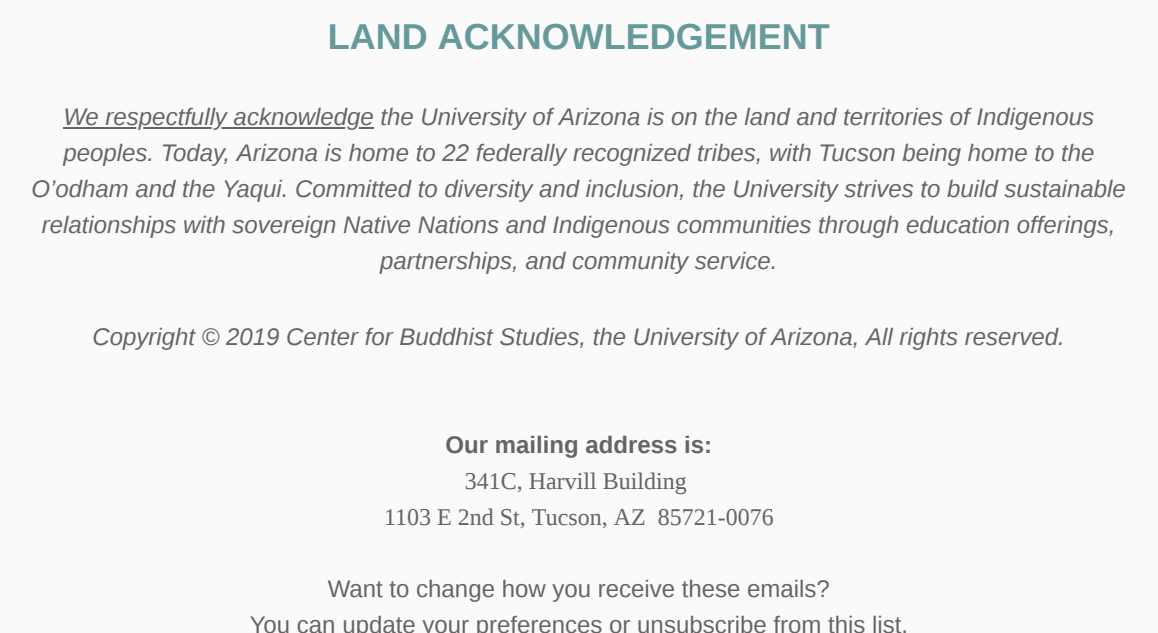 LAND ACKNOWLEDGEMENT
We respectfully acknowledge the University of Arizona is on the land and territories of Indigenous
peoples. Today, Arizona is home to 22 federally recognized tribes, with Tucson being home to the
O’odham and the Yaqui. Committed to diversity and inclusion, the University strives to build sustainable
relationships with sovereign Native Nations and Indigenous communities through education offerings,
partnerships, and community service.
Copyright © 2019 Center for Buddhist Studies, the University of Arizona, All rights reserved.
Our mailing address is:
341C, Harvill Building
1103 E 2nd St, Tucson, AZ  85721-0076
Want to change how you receive these emails?
You can update your preferences or unsubscribe from this list.